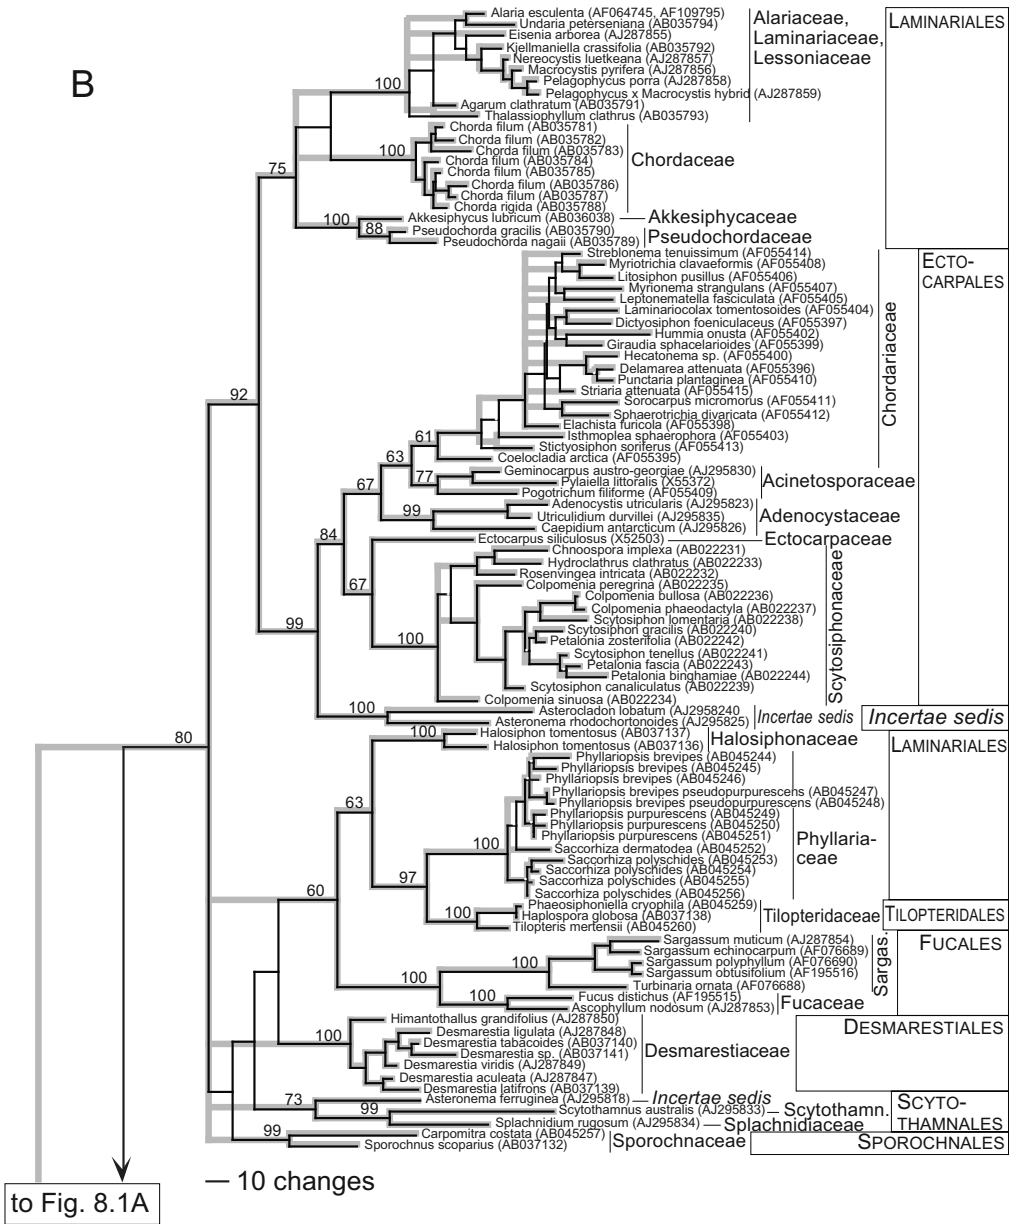 B
Alaria esculenta (AF064745, AF109795)
Undaria peterseniana (AB035794)
Eisenia arborea (AJ287855)
Kjellmaniella crassifolia (AB035792)
Nereocystis luetkeana (AJ287857)
Macrocystis pyrifera (AJ287856)
Pelagophycus porra (AJ287858)
Pelagophycus x Macrocystis hybrid (AJ287859)
Agarum clathratum (AB035791)
Thalassiophyllum clathrus (AB035793)
100
Alariaceae,
Laminariaceae,
Lessoniaceae
LAMINARIALES
Chorda filum (AB035781)
Chorda filum (AB035782)
Chorda filum (AB035783)
Chorda filum (AB035784)
Chorda filum (AB035785)
Chorda filum (AB035786)
Chorda filum (AB035787)
Chorda rigida (AB035788)
100
Chordaceae
75
Akkesiphycus lubricum (AB036038)
Akkesiphycaceae
100
88
Pseudochorda gracilis (AB035790)
Pseudochorda nagaii (AB035789)
Pseudochordaceae
Streblonema tenuissimum (AF055414)
Myriotrichia clavaeformis (AF055408)
Litosiphon pusillus (AF055406)
Myrionema strangulans (AF055407)
Leptonematella fasciculata (AF055405)
Laminariocolax tomentosoides (AF055404)
Dictyosiphon foeniculaceus (AF055397)
Hummia onusta (AF055402)
Giraudia sphacelarioides (AF055399)
Hecatonema sp. (AF055400)
Delamarea attenuata (AF055396)
Punctaria plantaginea (AF055410)
Striaria attenuata (AF055415)
Sorocarpus micromorus (AF055411)
Sphaerotrichia divaricata (AF055412)
Elachista furicola (AF055398)
Isthmoplea sphaerophora (AF055403)
Stictyosiphon soriferus (AF055413)
Coelocladia arctica (AF055395)
Chordariaceae
ECTO-
CARPALES
92
61
63
77
67
99
84
67
99
100
Geminocarpus austro-georgiae (AJ295830)
Pylaiella littoralis (X55372)
Pogotrichum filiforme (AF055409)
Acinetosporaceae
Adenocystis utricularis (AJ295823)
Utriculidium durvillei (AJ295835)
Caepidium antarcticum (AJ295826)
Adenocystaceae
Ectocarpus siliculosus (X52503)
Ectocarpaceae
Chnoospora implexa (AB022231)
Hydroclathrus clathratus (AB022233)
Rosenvingea intricata (AB022232)
Colpomenia peregrina (AB022235)
Colpomenia bullosa (AB022236)
Colpomenia phaeodactyla (AB022237)
Scytosiphon lomentaria (AB022238)
Scytosiphon gracilis (AB022240)
Petalonia zosterifolia (AB022242)
Scytosiphon tenellus (AB022241)
Petalonia fascia (AB022243)
Petalonia binghamiae (AB022244)
Scytosiphon canaliculatus (AB022239)
Colpomenia sinuosa (AB022234)
Scytosiphonaceae
100
Asterocladon lobatum (AJ2958240
Asteronema rhodochortonoides (AJ295825)
Incertae sedis
Incertae sedis
80
100
Halosiphon tomentosus (AB037137)
Halosiphon tomentosus (AB037136)
Halosiphonaceae
LAMINARIALES
Phyllariopsis brevipes (AB045244)
Phyllariopsis brevipes (AB045245)
Phyllariopsis brevipes (AB045246)
Phyllariopsis brevipes pseudopurpurescens (AB045247)
Phyllariopsis brevipes pseudopurpurescens (AB045248)
Phyllariopsis purpurescens (AB045249)
Phyllariopsis purpurescens (AB045250)
Phyllariopsis purpurescens (AB045251)
Saccorhiza dermatodea (AB045252)
Saccorhiza polyschides (AB045253)
Saccorhiza polyschides (AB045254)
Saccorhiza polyschides (AB045255)
Saccorhiza polyschides (AB045256)
Phyllaria-
ceae
63
100
97
60
100
Phaeosiphoniella cryophila (AB045259)
Haplospora globosa (AB037138)
Tilopteris mertensii (AB045260)
Tilopteridaceae
TILOPTERIDALES
Sargassum muticum (AJ287854)
Sargassum echinocarpum (AF076689)
Sargassum polyphyllum (AF076690)
Sargassum obtusifolium (AF195516)
Turbinaria ornata (AF076688)
Sargas.
FUCALES
100
100
100
Fucus distichus (AF195515)
Ascophyllum nodosum (AJ287853)
Fucaceae
Himantothallus grandifolius (AJ287850)
Desmarestia ligulata (AJ287848)
Desmarestia tabacoides (AB037140)
Desmarestia sp. (AB037141)
Desmarestia viridis (AJ287849)
Desmarestia aculeata (AJ287847)
Desmarestia latifrons (AB037139)
100
Desmarestiaceae
DESMARESTIALES
73
Asteronema ferruginea (AJ295818)
Incertae sedis
99
Scytothamnus australis (AJ295833)
Scytothamn.
Splachnidium rugosum (AJ295834)
Splachnidiaceae
SCYTO-
THAMNALES
99
Carpomitra costata (AB045257)
Sporochnus scoparius (AB037132)
Sporochnaceae
SPOROCHNALES
10 changes
to Fig. 8.1A